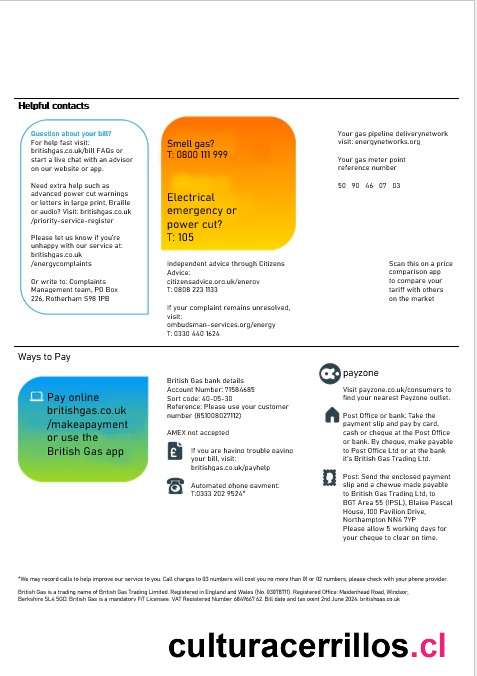 Helpful contacts
Question about your bill?
For help fast visit:
britishgas.co.uk/bill FAQs or
start a live chat with an advisor
on our website or app.
Need extra help such as
advanced power cut warnings
or letters in large print, Braille
or audio? Visit: britishgas.co.uk
/priority-service-register
Please let us know if you're
unhappy with our service at:
britishgas.co.uk
/energycomplaints
Or write to: Complaints
Management team, PO Box
226, Rotherham S98 1PB
Smell gas?
T: 0800 111 999
Electrical
emergency or
power cut?
T: 105
Independent advice through Citizens
Advice:
citizensadvice.oro.uk/enerov
T: 0808 223 1133
If your complaint remains unresolved,
visit:
ombudsman-services.org/energy
T: 0330 440 1624
Your gas pipeline deliverynetwork
visit: energynetworks.org
Your gas meter point
reference number
50 90 46 07 03
Scan this on a price
comparison app
to compare your
tariff with others
on the market
Ways to Pay
Pay online
britishgas.co.uk
/makeapayment
or use the
British Gas app
British Gas bank details
Account Number: 71584685
Sort code: 40-05-30
Reference: Please use your customer
number (851008027112)
AMEX not accepted
If you are having trouble paying
your bill, visit:
britishgas.co.uk/payhelp
Automated phone payment:
T:0333 202 9524*
payzone
Visit payzone.co.uk/consumers to
find your nearest Payzone outlet.
Post Office or bank. Take the
payment slip and pay by card,
cash or cheque at the Post Office
or bank. By cheque, make payable
to Post Office Ltd or at the bank
it's British Gas Trading Ltd.
Post: Send the enclosed payment
slip and a chewue made payable
to British Gas Trading Ltd, to
BGT Area 55 (IPSL), Blaise Pascal
House, 100 Pavilion Drive,
Northampton NN4 7YP
Please allow 5 working days for
your cheque to clear on time.
*We may record calls to help improve our service to you. Call charges to 03 numbers will cost you no more than 01 or 02 numbers, please check with your phone provider.
British Gas is a trading name of British Gas Trading Limited. Registered in England and Wales (No. 03078711). Registered Office: Maidenhead Road, Windsor,
Berkshire SL4 5GD. British Gas is a mandatory FIT Licensee. VAT Registered Number 684966762. Bill date and tax point 2nd June 2024. britishgas.co.uk
culturacerrillos.cl